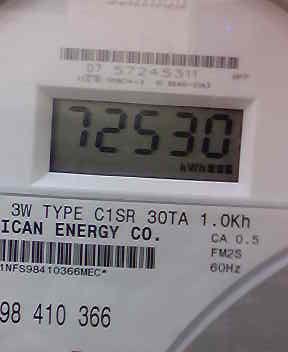 07 57245311
72530
kWh
3W TYPE C1SR 30TA 1.0Kh
ICAN ENERGY CO.
CA 0.5
FM2S
1NFS98410366MEC*
60Hz
98 410 366